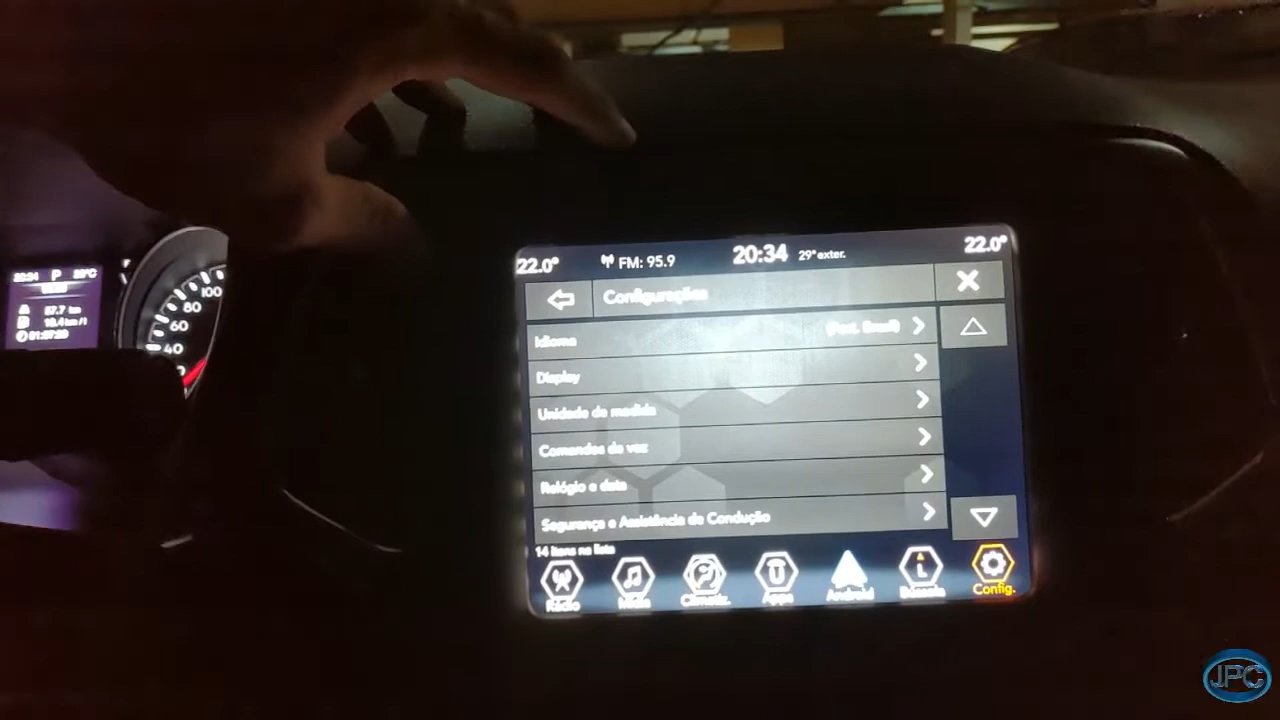 22.0°
FM: 95.9
20:34
29°exter.
22.0°
Configurações
Idioma
(Port. Brasil)
Display
Unidade de medida
Comandos de voz
Relógio e data
Segurança e Assistência de Condução
14 itens na lista
Rádio
Mídia
Climatiz.
Apps
Android
Config.
20:34 P
100
80
60
40
JPC